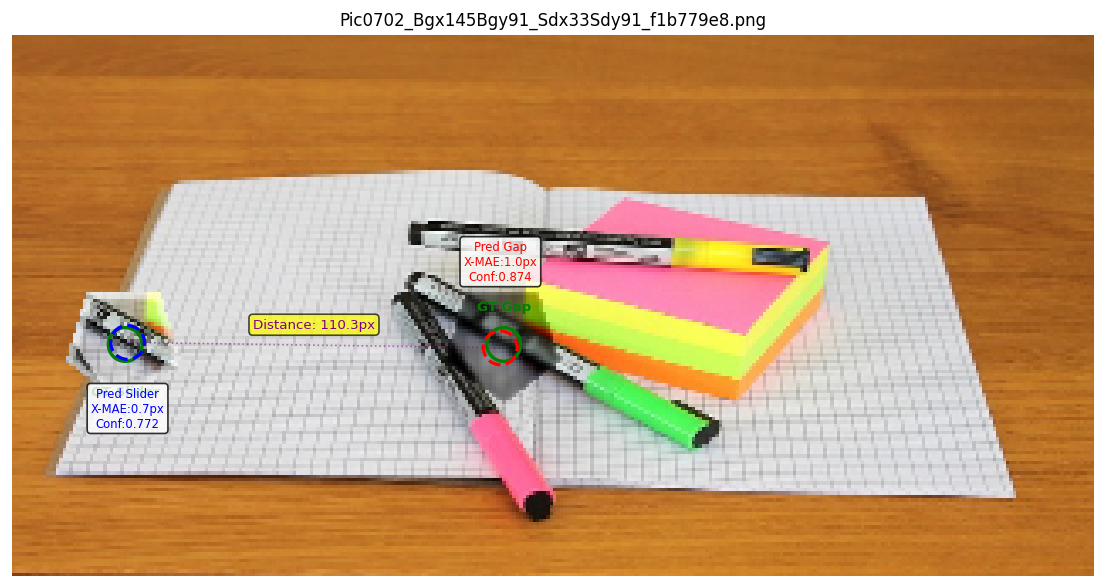 Pic0702_Bgx145Bgy91_Sdx33Sdy91_f1b779e8.png
Pred Gap
X-MAE:1.0px
Conf:0.874
GT Gap
Distance: 110.3px
Pred Slider
X-MAE:0.7px
Conf:0.772